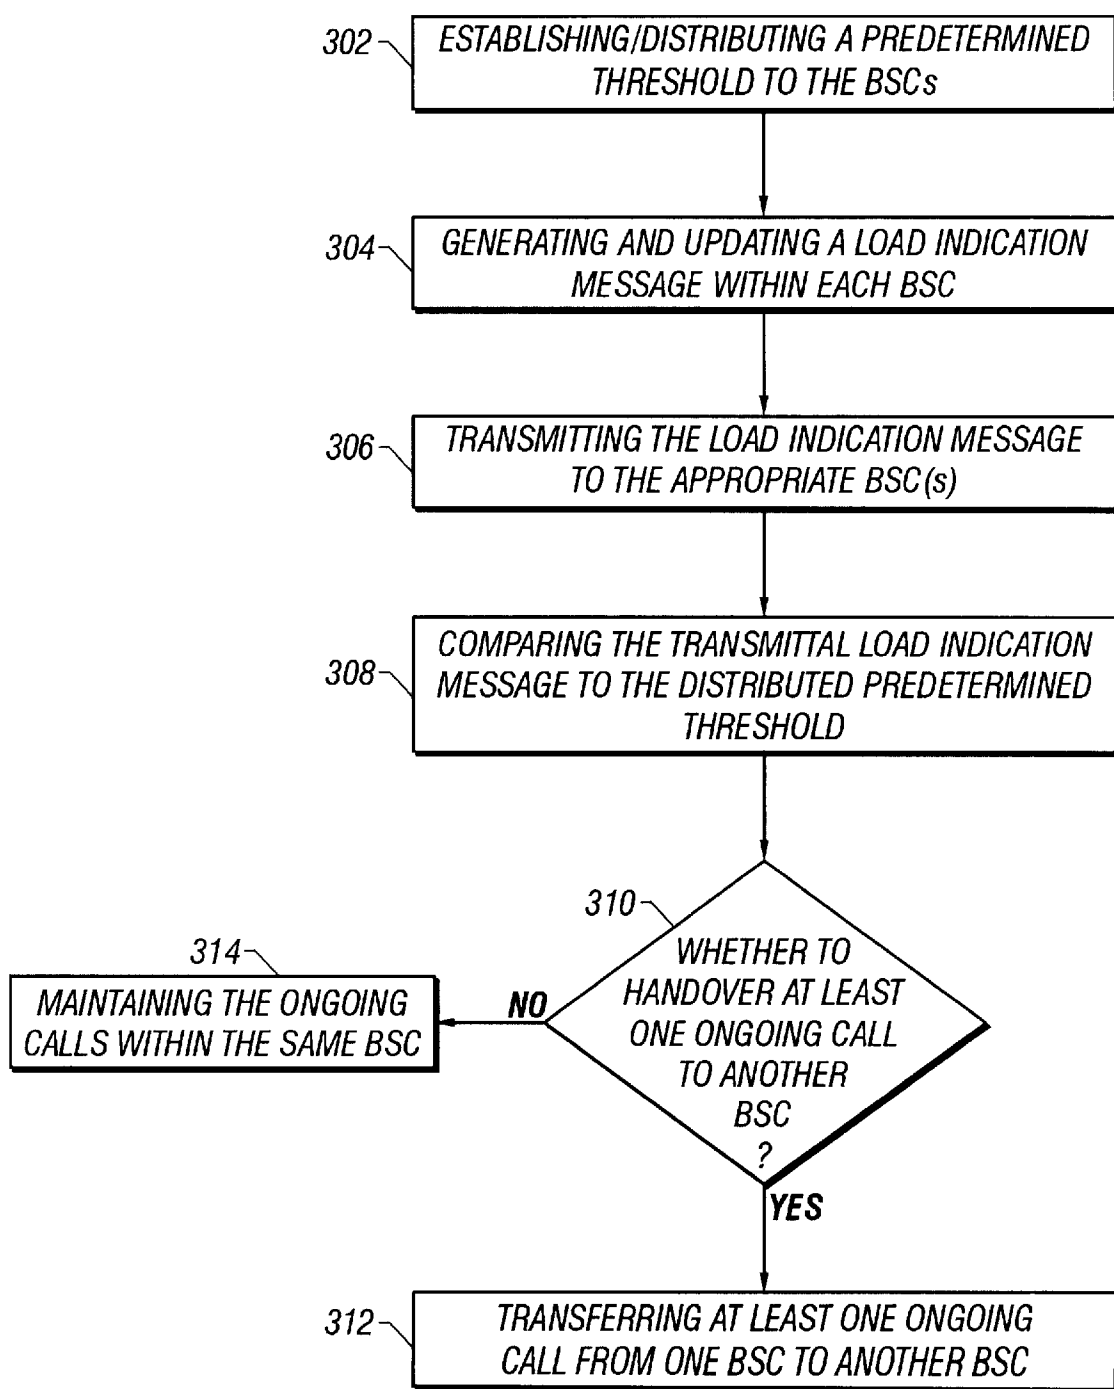 302
ESTABLISHING/DISTRIBUTING A PREDETERMINED
THRESHOLD TO THE BSCs
304
GENERATING AND UPDATING A LOAD INDICATION
MESSAGE WITHIN EACH BSC
306
TRANSMITTING THE LOAD INDICATION MESSAGE
TO THE APPROPRIATE BSC(s)
308
COMPARING THE TRANSMITTAL LOAD INDICATION
MESSAGE TO THE DISTRIBUTED PREDETERMINED
THRESHOLD
310
WHETHER TO
HANDOVER AT LEAST
ONE ONGOING CALL
TO ANOTHER
BSC
?
NO
314
MAINTAINING THE ONGOING
CALLS WITHIN THE SAME BSC
YES
312
TRANSFERRING AT LEAST ONE ONGOING
CALL FROM ONE BSC TO ANOTHER BSC